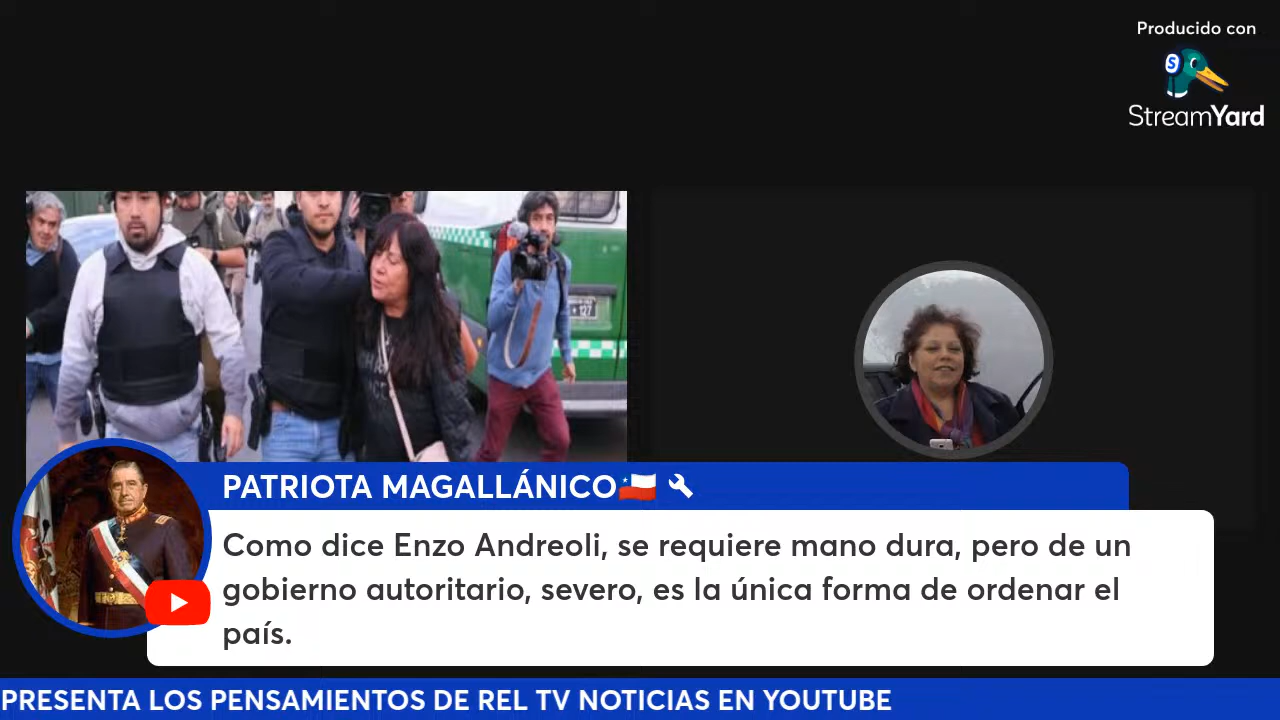 Producido con
S
StreamYard
127
PATRIOTA MAGALLÁNICO
Como dice Enzo Andreoli, se requiere mano dura, pero de un
gobierno autoritario, severo, es la única forma de ordenar el
país.
PRESENTA LOS PENSAMIENTOS DE REL TV NOTICIAS EN YOUTUBE